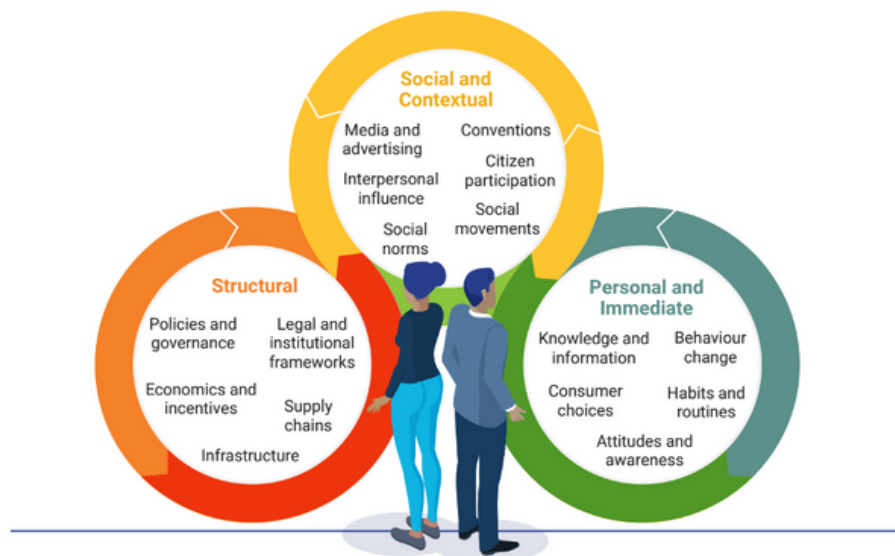 Social and
Contextual
Media and
advertising
Conventions
Interpersonal
influence
Citizen
participation
Social
norms
Social
movements
Structural
Policies and
governance
Legal and
institutional
frameworks
Economics and
incentives
Supply
chains
Infrastructure
Personal and
Immediate
Knowledge and
information
Behaviour
change
Consumer
choices
Habits and
routines
Attitudes and
awareness